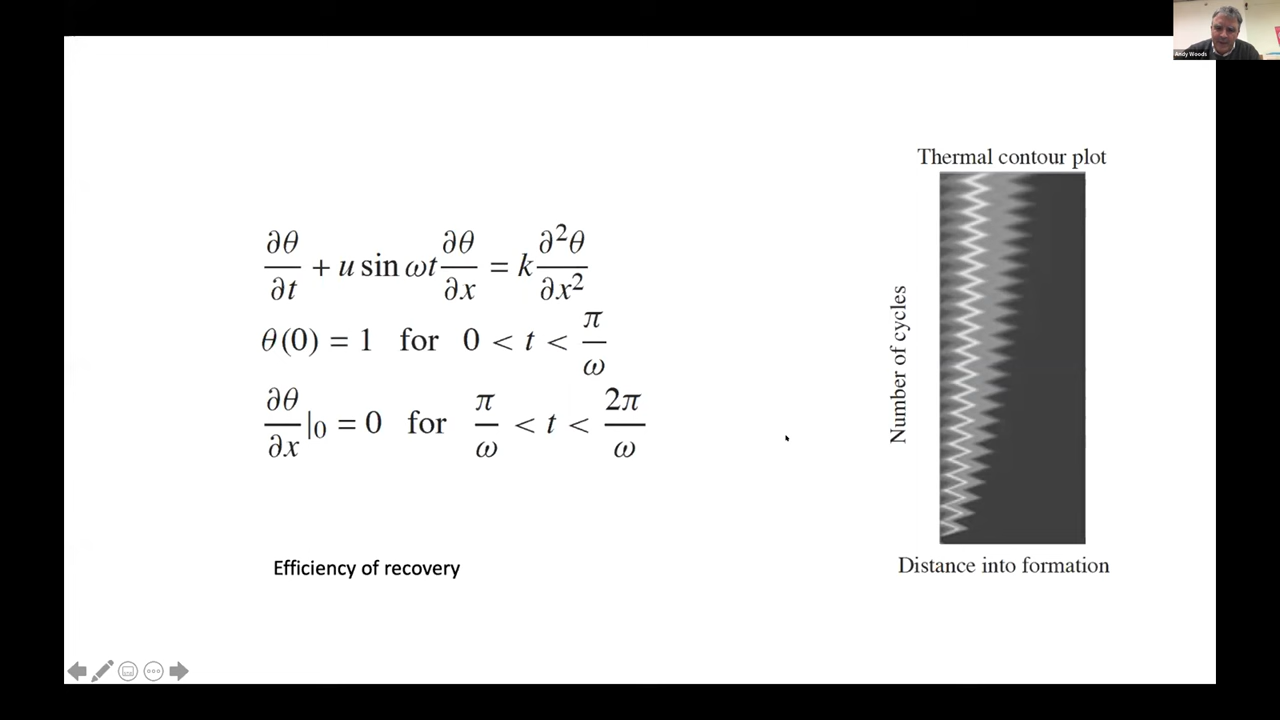 Andy Woods
Thermal contour plot
∂θ/∂t + u sin ωt ∂θ/∂x = k ∂²θ/∂x²
θ(0) = 1 for 0 < t < π/ω
∂θ/∂x|₀ = 0 for π/ω < t < 2π/ω
Number of cycles
Distance into formation
Efficiency of recovery